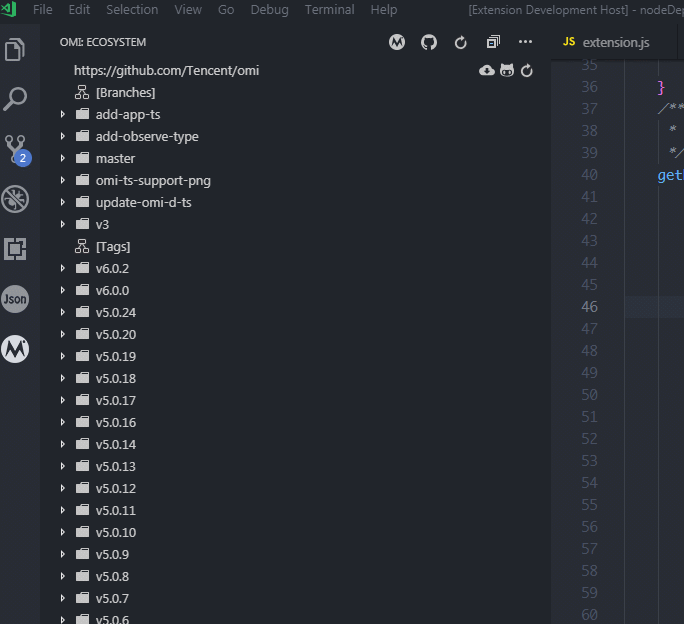 File Edit Selection View Go Debug Terminal Help [Extension Development Host] - nodeDep
OMI: ECOSYSTEM
JS extension.js
https://github.com/Tencent/omi
[Branches]
add-app-ts
add-observe-type
master
omi-ts-support-png
update-omi-d-ts
v3
[Tags]
v6.0.2
v6.0.0
v5.0.24
v5.0.20
v5.0.19
v5.0.18
v5.0.17
v5.0.16
v5.0.14
v5.0.13
v5.0.12
v5.0.11
v5.0.10
v5.0.9
v5.0.8
v5.0.7
v5.0.6
2
Json
35
36 }
37 /**
38 *
39 */
40 get
41
42
43
44
45
46
47
48
49
50
51
52
53
54
55
56
57
58
59
60